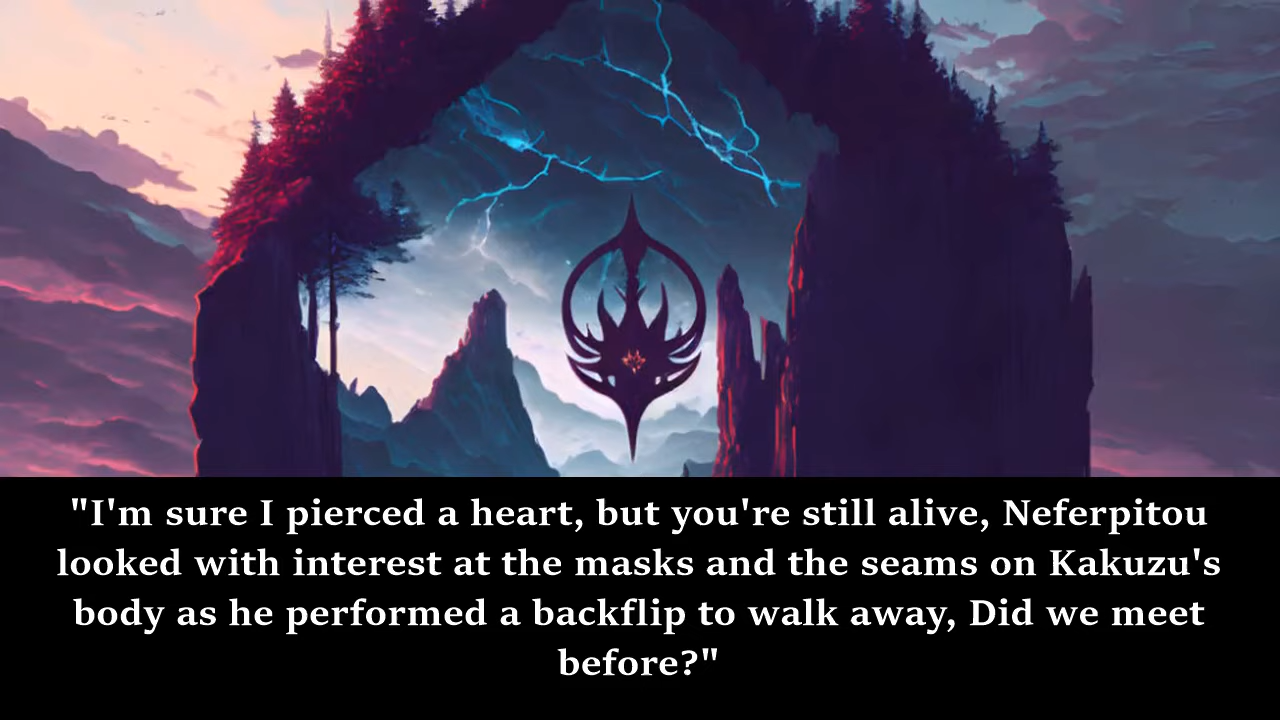 "I'm sure I pierced a heart, but you're still alive, Neferpitou
looked with interest at the masks and the seams on Kakuzu's
body as he performed a backflip to walk away, Did we meet
before?"